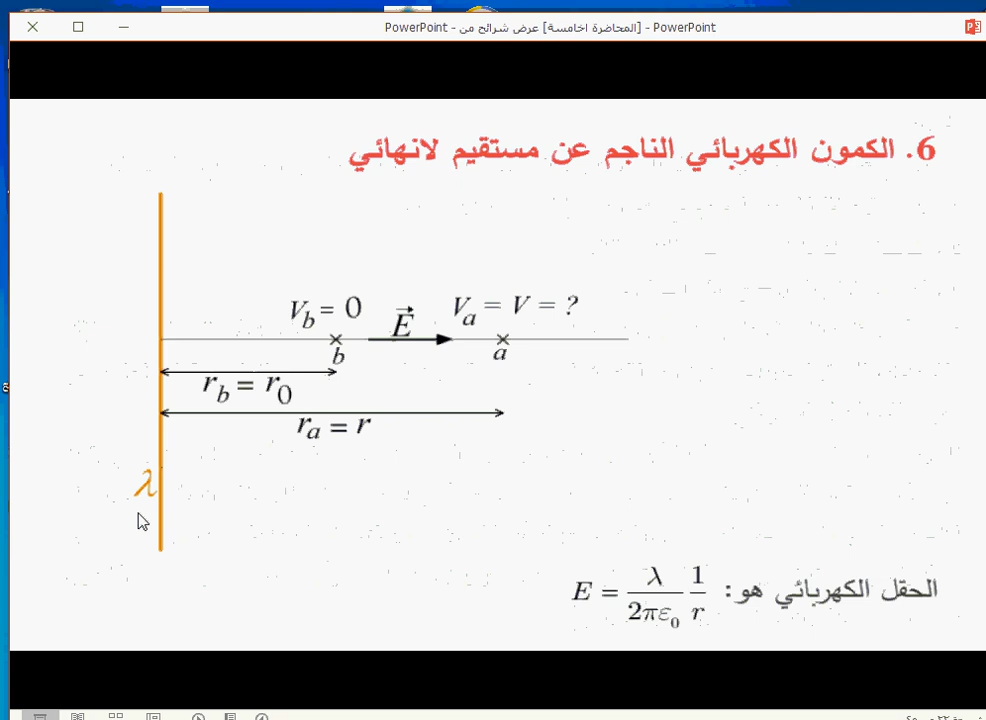 PowerPoint - [المحاضرة اخامسة] عرض شرائح من - PowerPoint
6. الكمون الكهربائي الناجم عن مستقيم لانهائي
V_b = 0
E
V_a = V = ?
b
a
r_b = r_0
r_a = r
λ
الحقل الكهربائي هو: E = λ/(2πε_0) 1/r